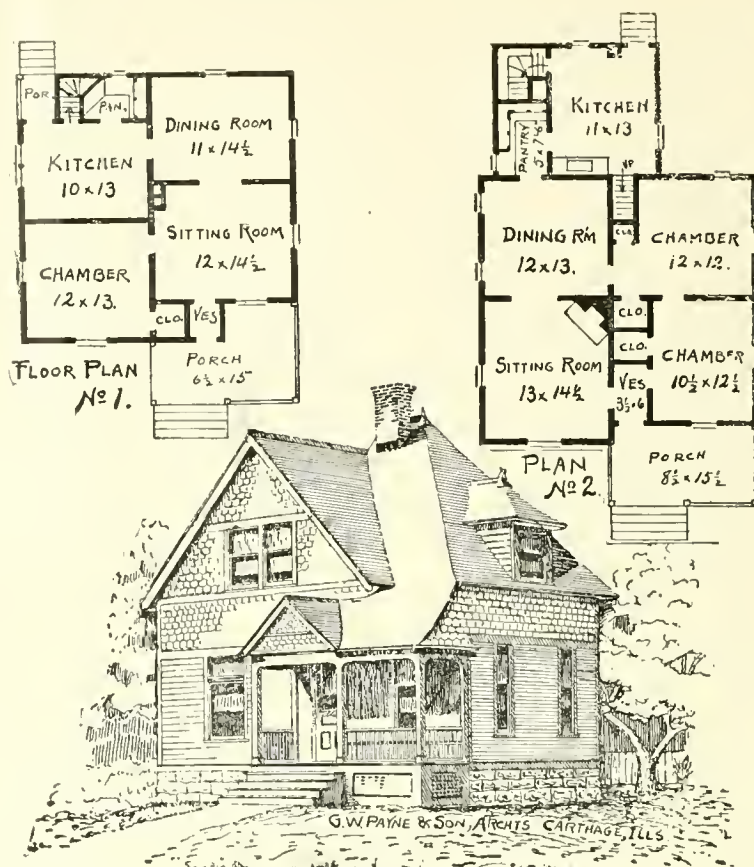 POR.
PAN.
DINING ROOM
11 x 14½
KITCHEN
10 x 13
SITTING ROOM
12 x 14½
CHAMBER
12 x 13.
CLO.
VES
PORCH
6½ x 15
FLOOR PLAN
Nº 1.
KITCHEN
11 x 13
PANTRY
5 x 7 6
UP
DINING RM
12 x 13.
CLO.
CHAMBER
12 x 12.
CLO.
CLO.
SITTING ROOM
13 x 14½
CHAMBER
10½ x 12½
VES
3½ . 6
PORCH
8½ x 15½
PLAN
Nº 2.
G.W. PAYNE & SON, ARCHTS CARTHAGE, ILLS